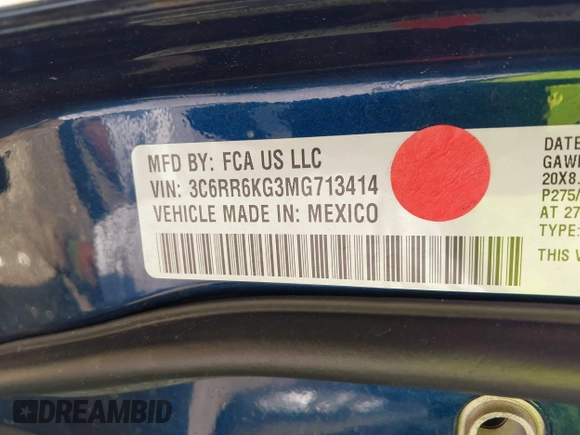 MFD BY: FCA US LLC
VIN: 3C6RR6KG3MG713414
VEHICLE MADE IN: MEXICO
DATE
GAWR
20X8.
P275/
AT 27
TYPE:
THIS V
DREAMBID